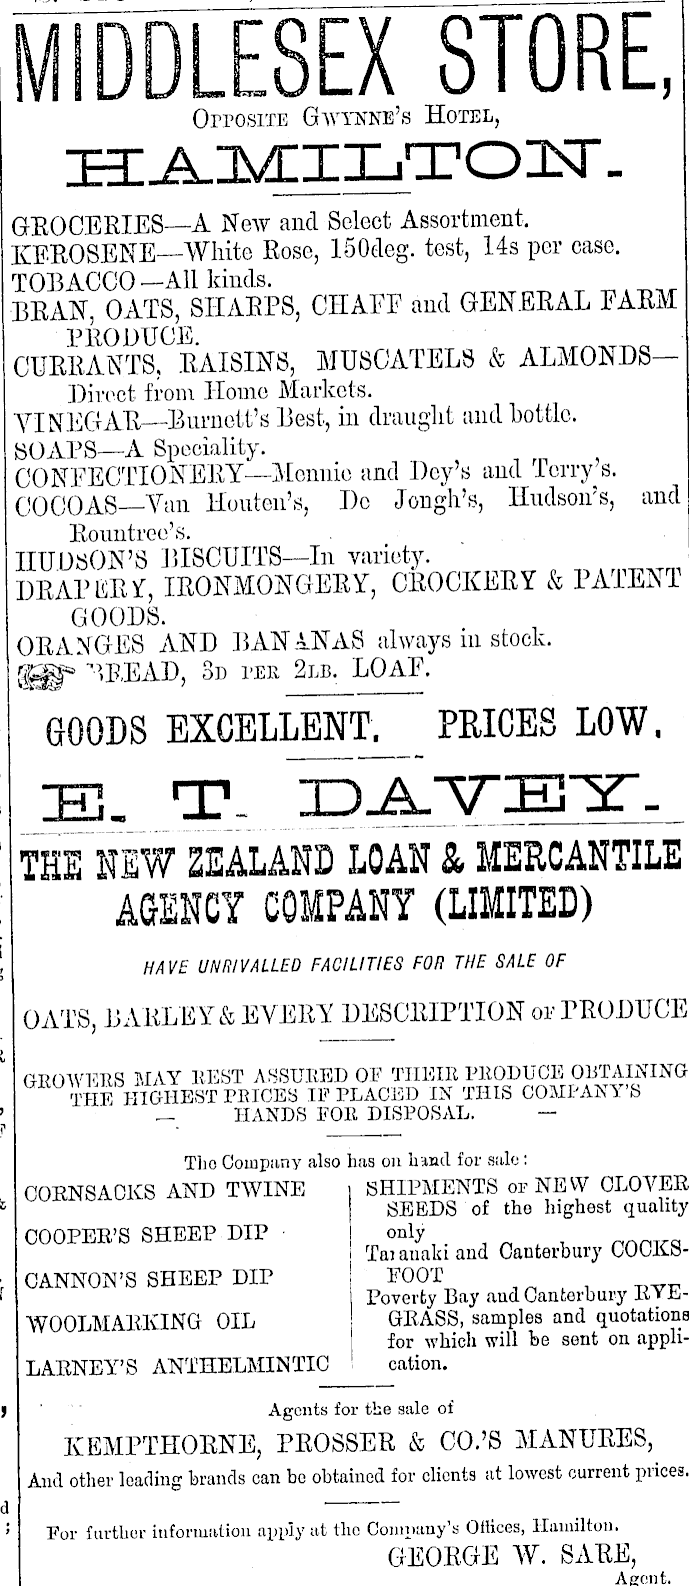 MIDDLESEX STORE,
OPPOSITE GWYNNE'S HOTEL,
HAMILTON.
GROCERIES—A New and Select Assortment.
KEROSENE—White Rose, 150deg. test, 14s per case.
TOBACCO—All kinds.
BRAN, OATS, SHARPS, CHAFF and GENERAL FARM
PRODUCE.
CURRANTS, RAISINS, MUSCATELS & ALMONDS—
Direct from Home Markets.
VINEGAR—Burnett's Best, in draught and bottle.
SOAPS—A Speciality.
CONFECTIONERY—Mennie and Dey's and Terry's.
COCOAS—Van Houten's, De Jongh's, Hudson's, and
Rountree's.
HUDSON'S BISCUITS—In variety.
DRAPERY, IRONMONGERY, CROCKERY & PATENT
GOODS.
ORANGES AND BANANAS always in stock.
BREAD, 3D PER 2LB. LOAF.
GOODS EXCELLENT. PRICES LOW.
E. T. DAVEY.
THE NEW ZEALAND LOAN & MERCANTILE
AGENCY COMPANY (LIMITED)
HAVE UNRIVALLED FACILITIES FOR THE SALE OF
OATS, BARLEY & EVERY DESCRIPTION OF PRODUCE
GROWERS MAY REST ASSURED OF THEIR PRODUCE OBTAINING
THE HIGHEST PRICES IF PLACED IN THIS COMPANY'S
— HANDS FOR DISPOSAL. —
The Company also has on hand for sale:
CORNSACKS AND TWINE
COOPER'S SHEEP DIP
CANNON'S SHEEP DIP
WOOLMARKING OIL
LARNEY'S ANTHELMINTIC
SHIPMENTS OF NEW CLOVER
SEEDS of the highest quality
only
Taranaki and Canterbury COCKS-
FOOT
Poverty Bay and Canterbury RYE-
GRASS, samples and quotations
for which will be sent on appli-
cation.
Agents for the sale of
KEMPTHORNE, PROSSER & CO.'S MANURES,
And other leading brands can be obtained for clients at lowest current prices.
For further information apply at the Company's Offices, Hamilton.
GEORGE W. SARE,
Agent.